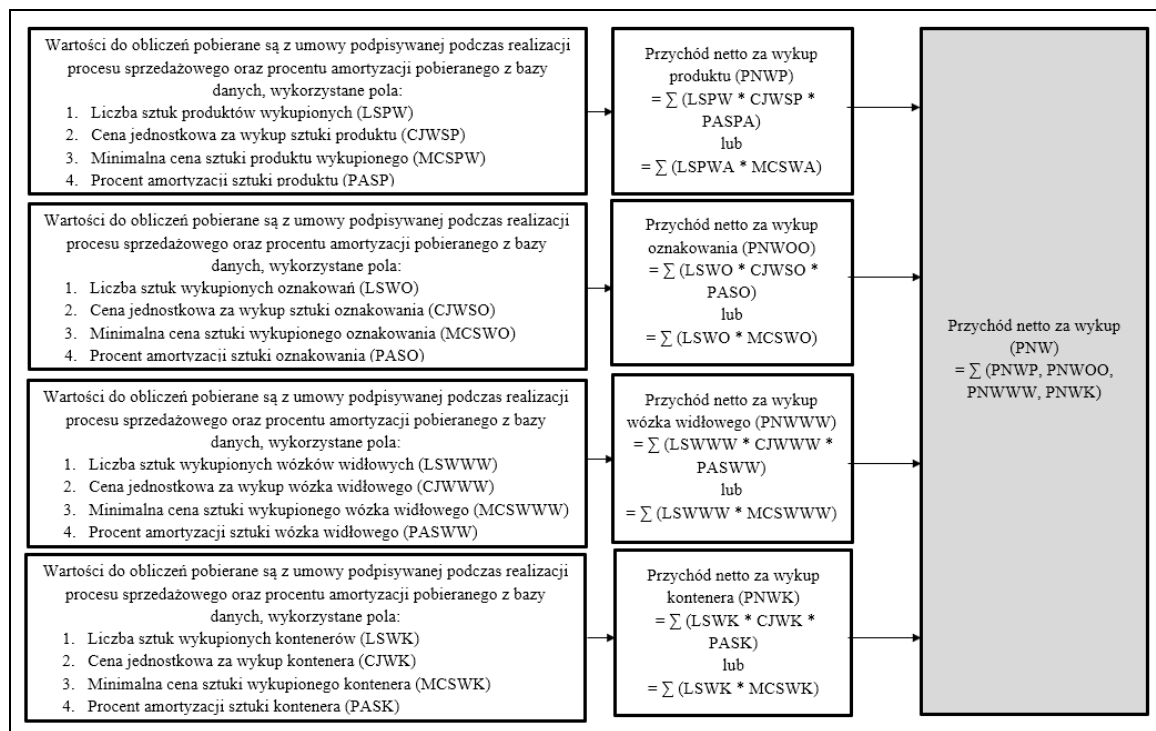 Wartości do obliczeń pobierane są z umowy podpisywanej podczas realizacji
procesu sprzedażowego oraz procentu amortyzacji pobieranego z bazy
danych, wykorzystane pola:
1. Liczba sztuk produktów wykupionych (LSPW)
2. Cena jednostkowa za wykup sztuki produktu (CJWSP)
3. Minimalna cena sztuki produktu wykupionego (MCSPW)
4. Procent amortyzacji sztuki produktu (PASP)
Przychód netto za wykup
produktu (PNWP)
= ∑ (LSPW * CJWSP *
PASPA)
lub
= ∑ (LSPWA * MCSWA)
Wartości do obliczeń pobierane są z umowy podpisywanej podczas realizacji
procesu sprzedażowego oraz procentu amortyzacji pobieranego z bazy
danych, wykorzystane pola:
1. Liczba sztuk wykupionych oznakowań (LSWO)
2. Cena jednostkowa za wykup sztuki oznakowania (CJWSO)
3. Minimalna cena sztuki wykupionego oznakowania (MCSWO)
4. Procent amortyzacji sztuki oznakowania (PASO)
Przychód netto za wykup
oznakowania (PNWOO)
= ∑ (LSWO * CJWSO *
PASO)
lub
= ∑ (LSWO * MCSWO)
Wartości do obliczeń pobierane są z umowy podpisywanej podczas realizacji
procesu sprzedażowego oraz procentu amortyzacji pobieranego z bazy
danych, wykorzystane pola:
1. Liczba sztuk wykupionych wózków widłowych (LSWWW)
2. Cena jednostkowa za wykup wózka widłowego (CJWWW)
3. Minimalna cena sztuki wykupionego wózka widłowego (MCSWWW)
4. Procent amortyzacji sztuki wózka widłowego (PASWW)
Przychód netto za wykup
wózka widłowego (PNWWW)
= ∑ (LSWWW * CJWWW *
PASWW)
lub
= ∑ (LSWWW * MCSWWW)
Wartości do obliczeń pobierane są z umowy podpisywanej podczas realizacji
procesu sprzedażowego oraz procentu amortyzacji pobieranego z bazy
danych, wykorzystane pola:
1. Liczba sztuk wykupionych kontenerów (LSWK)
2. Cena jednostkowa za wykup kontenera (CJWK)
3. Minimalna cena sztuki wykupionego kontenera (MCSWK)
4. Procent amortyzacji sztuki kontenera (PASK)
Przychód netto za wykup
kontenera (PNWK)
= ∑ (LSWK * CJWK *
PASK)
lub
= ∑ (LSWK * MCSWK)
Przychód netto za wykup
(PNW)
= ∑ (PNWP, PNWOO,
PNWWW, PNWK)